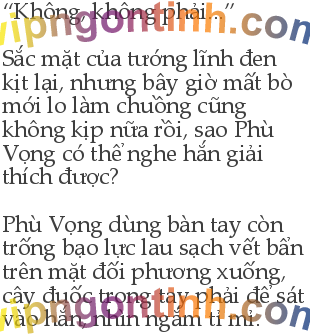 “Không, không phải...”
Sắc mặt của tướng lĩnh đen
kịt lại, nhưng bây giờ mất bò
mới lo làm chuồng cũng
không kịp nữa rồi, sao Phù
Vọng có thể nghe hắn giải
thích được?
Phù Vọng dùng bàn tay còn
trống bạo lực lau sạch vết bẩn
trên mặt đối phương xuống,
cây đuốc trong tay phải để sát
vào hắn, nhìn ngắm tỉ mỉ.
vipngontinh.com
vipngontinh.com